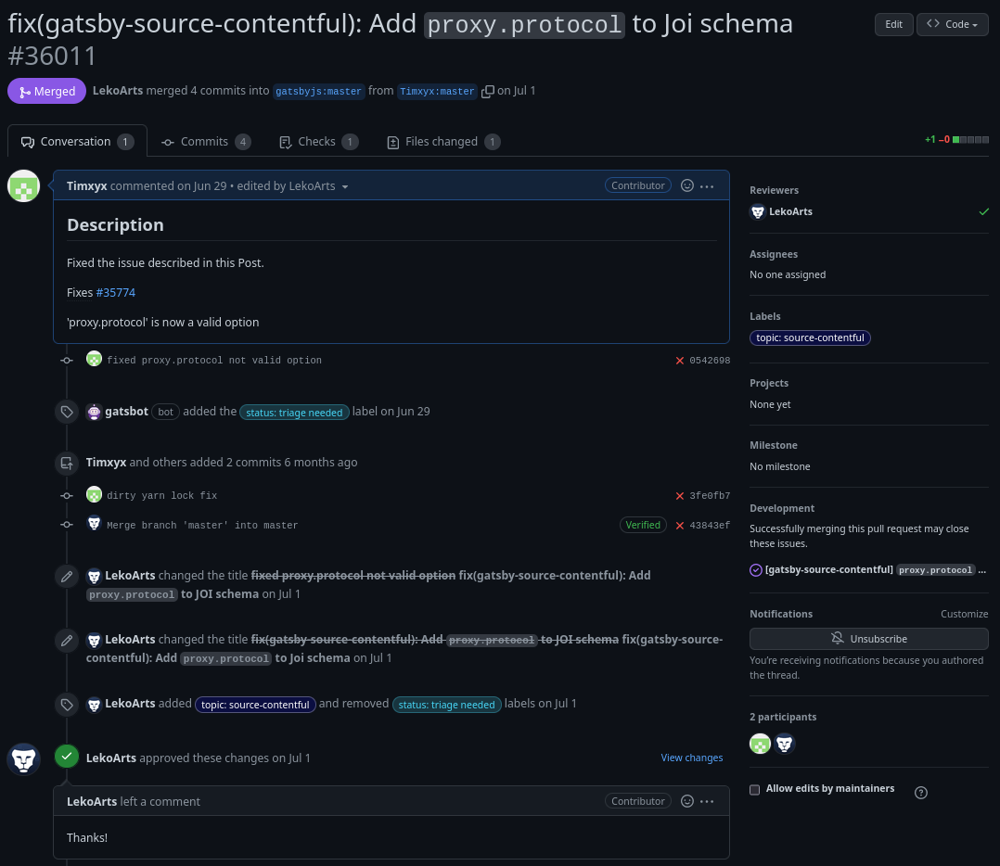 fix(gatsby-source-contentful): Add proxy.protocol to Joi schema
#36011
Edit
<> Code
Merged
LekoArts merged 4 commits into gatsbyjs:master from Timxyx:master on Jul 1
Conversation 1
Commits 4
Checks 1
Files changed 1
+1 −0
Timxyx commented on Jun 29 • edited by LekoArts
Contributor
Description
Fixed the issue described in this Post.
Fixes #35774
'proxy.protocol' is now a valid option
fixed proxy.protocol not valid option
0542698
gatsbot bot added the status: triage needed label on Jun 29
Timxyx and others added 2 commits 6 months ago
dirty yarn lock fix
3fe0fb7
Merge branch 'master' into master
Verified
43843ef
LekoArts changed the title fixed proxy.protocol not valid option fix(gatsby-source-contentful): Add
proxy.protocol to JOI schema on Jul 1
LekoArts changed the title fix(gatsby-source-contentful): Add proxy.protocol to JOI schema fix(gatsby-source-
contentful): Add proxy.protocol to Joi schema on Jul 1
LekoArts added topic: source-contentful and removed status: triage needed labels on Jul 1
LekoArts approved these changes on Jul 1
View changes
LekoArts left a comment
Contributor
Thanks!
Reviewers
LekoArts
Assignees
No one assigned
Labels
topic: source-contentful
Projects
None yet
Milestone
No milestone
Development
Successfully merging this pull request may close
these issues.
[gatsby-source-contentful] proxy.protocol ...
Notifications
Customize
Unsubscribe
You're receiving notifications because you authored
the thread.
2 participants
Allow edits by maintainers
?